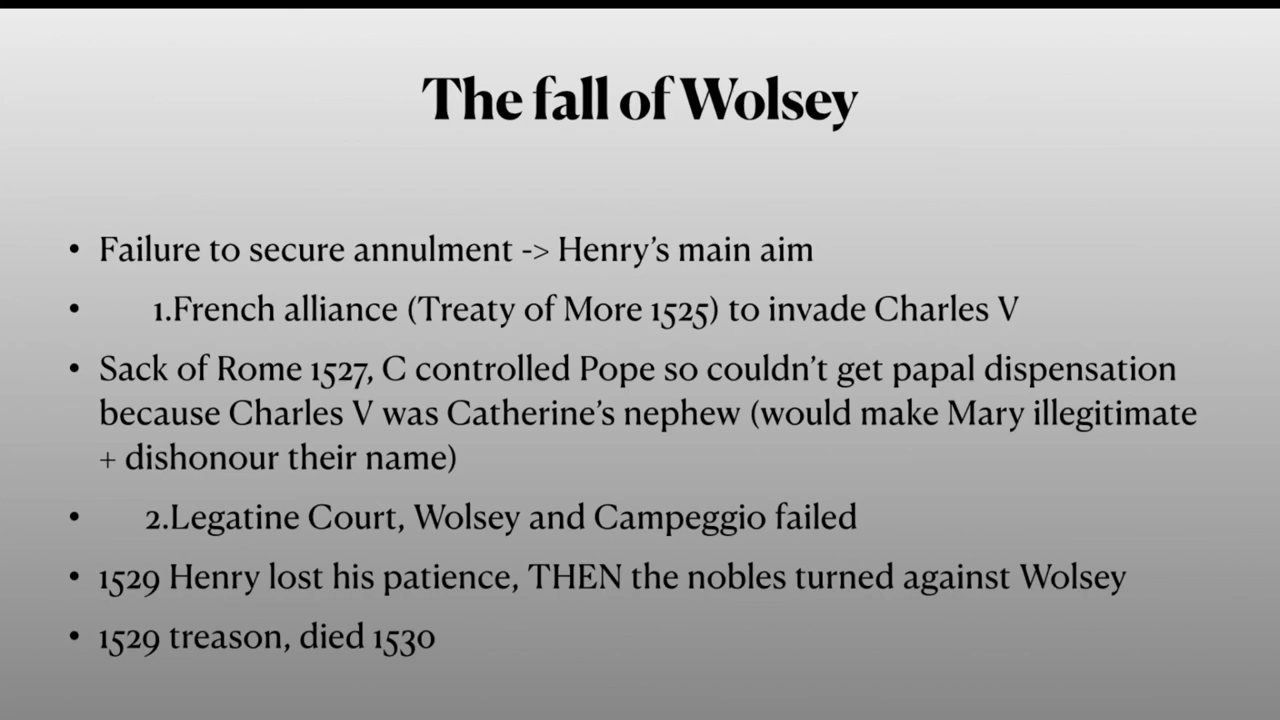 The fall of Wolsey
• Failure to secure annulment -> Henry's main aim
• 1.French alliance (Treaty of More 1525) to invade Charles V
• Sack of Rome 1527, C controlled Pope so couldn't get papal dispensation
because Charles V was Catherine's nephew (would make Mary illegitimate
+ dishonour their name)
• 2.Legatine Court, Wolsey and Campeggio failed
• 1529 Henry lost his patience, THEN the nobles turned against Wolsey
• 1529 treason, died 1530